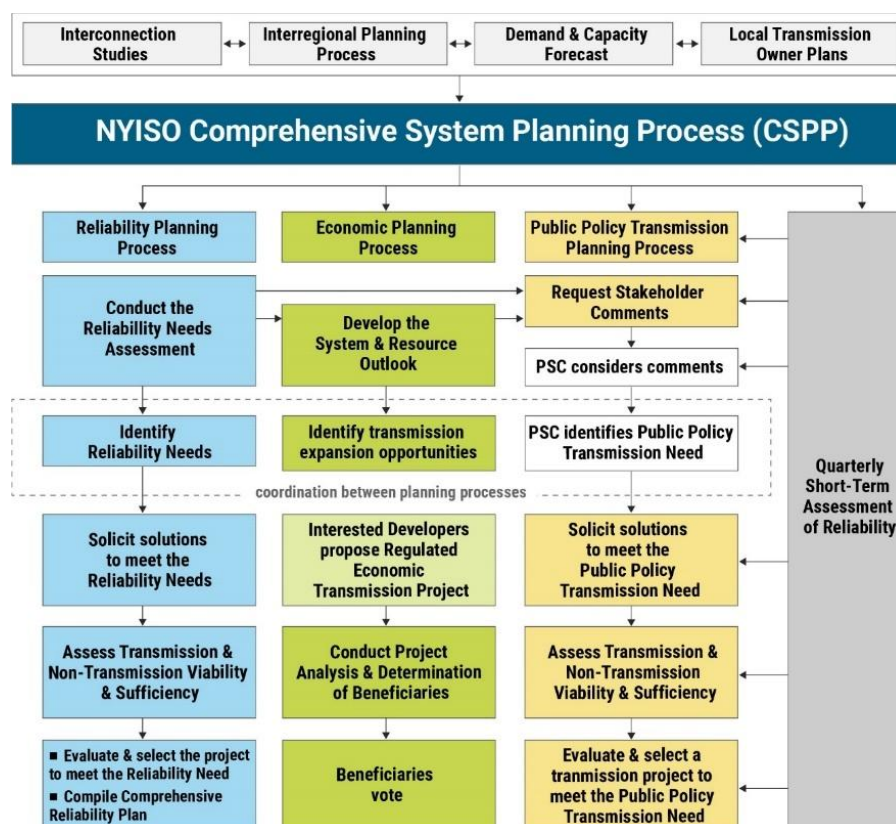 Interconnection
Studies
Interregional Planning
Process
Demand & Capacity
Forecast
Local Transmission
Owner Plans
NYISO Comprehensive System Planning Process (CSPP)
Reliability Planning
Process
Economic Planning
Process
Public Policy Transmission
Planning Process
Conduct the
Reliability Needs
Assessment
Develop the
System & Resource
Outlook
Request Stakeholder
Comments
PSC considers comments
Identify
Reliability Needs
Identify transmission
expansion opportunities
PSC identifies Public Policy
Transmission Need
coordination between planning processes
Quarterly
Short-Term
Assessment
of Reliability
Solicit solutions
to meet the
Reliability Needs
Interested Developers
propose Regulated
Economic
Transmission Project
Solicit solutions
to meet the
Public Policy
Transmission Need
Assess Transmission &
Non-Transmission Viability
& Sufficiency
Conduct Project
Analysis & Determination
of Beneficiaries
Assess Transmission &
Non-Transmission
Viability & Sufficiency
■ Evaluate & select the project
to meet the Reliability Need
■ Compile Comprehensive
Reliability Plan
Beneficiaries
vote
Evaluate & select a
tranmission project to
meet the Public Policy
Transmission Need